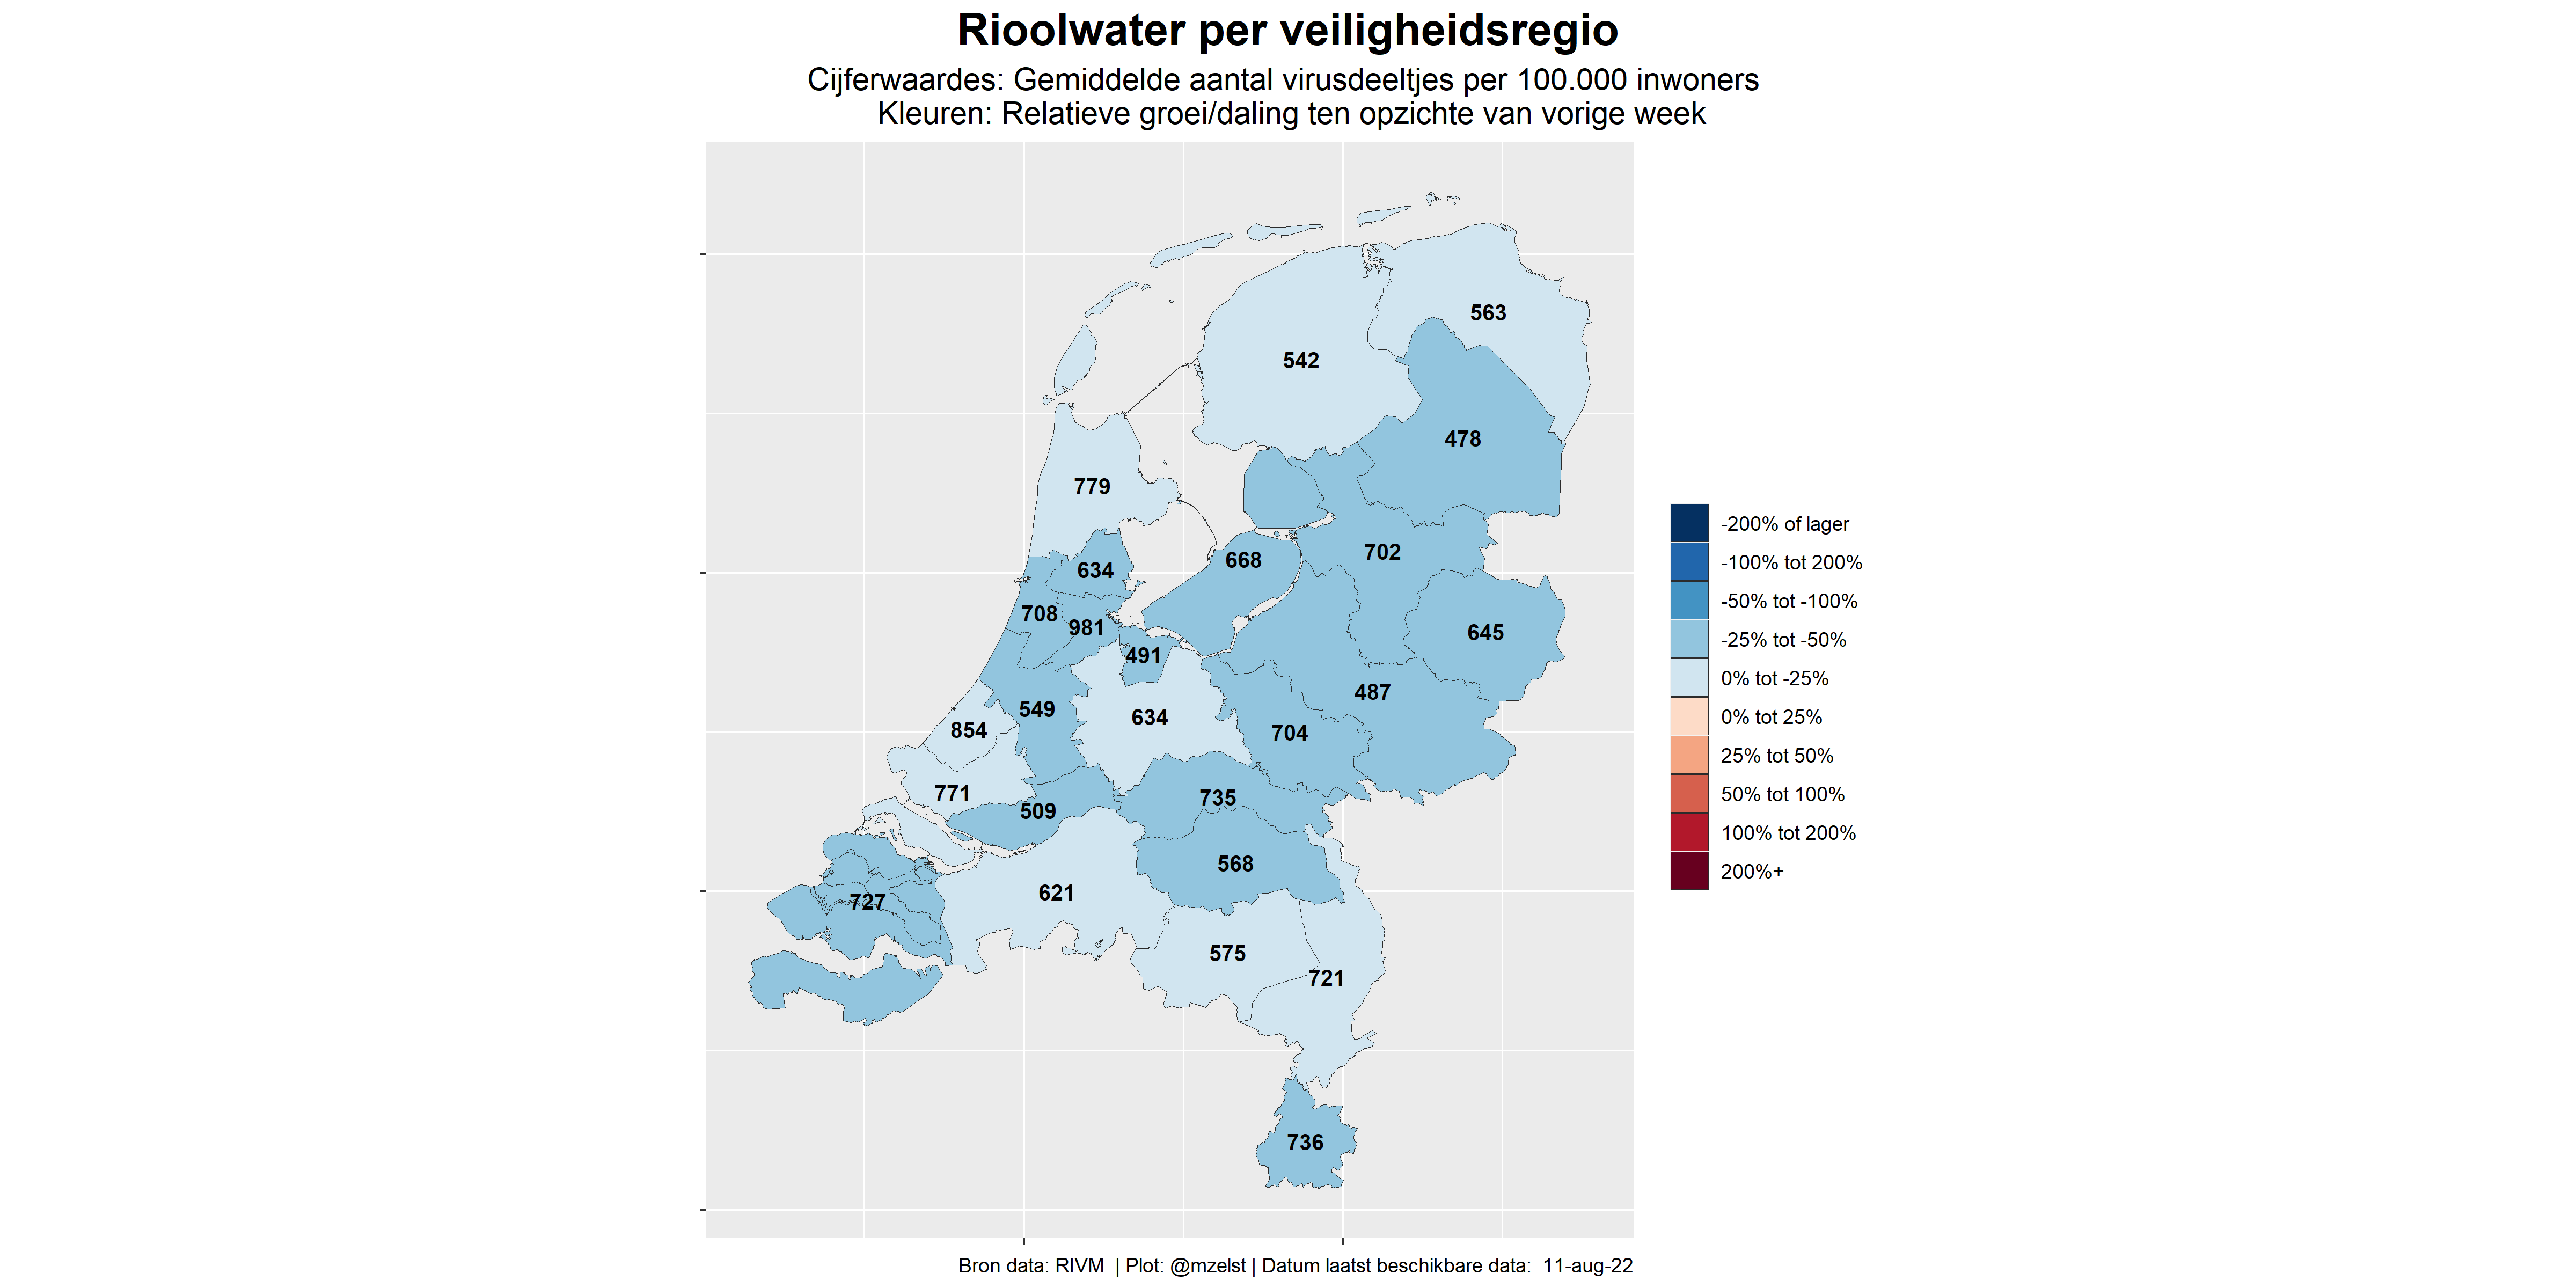 Rioolwater per veiligheidsregio
Cijferwaardes: Gemiddelde aantal virusdeeltjes per 100.000 inwoners
Kleuren: Relatieve groei/daling ten opzichte van vorige week
563
542
478
779
702
668
634
708
981
645
491
487
549
634
854
704
771
735
509
568
621
727
575
721
736
-200% of lager
-100% tot 200%
-50% tot -100%
-25% tot -50%
0% tot -25%
0% tot 25%
25% tot 50%
50% tot 100%
100% tot 200%
200%+
Bron data: RIVM | Plot: @mzelst | Datum laatst beschikbare data: 11-aug-22